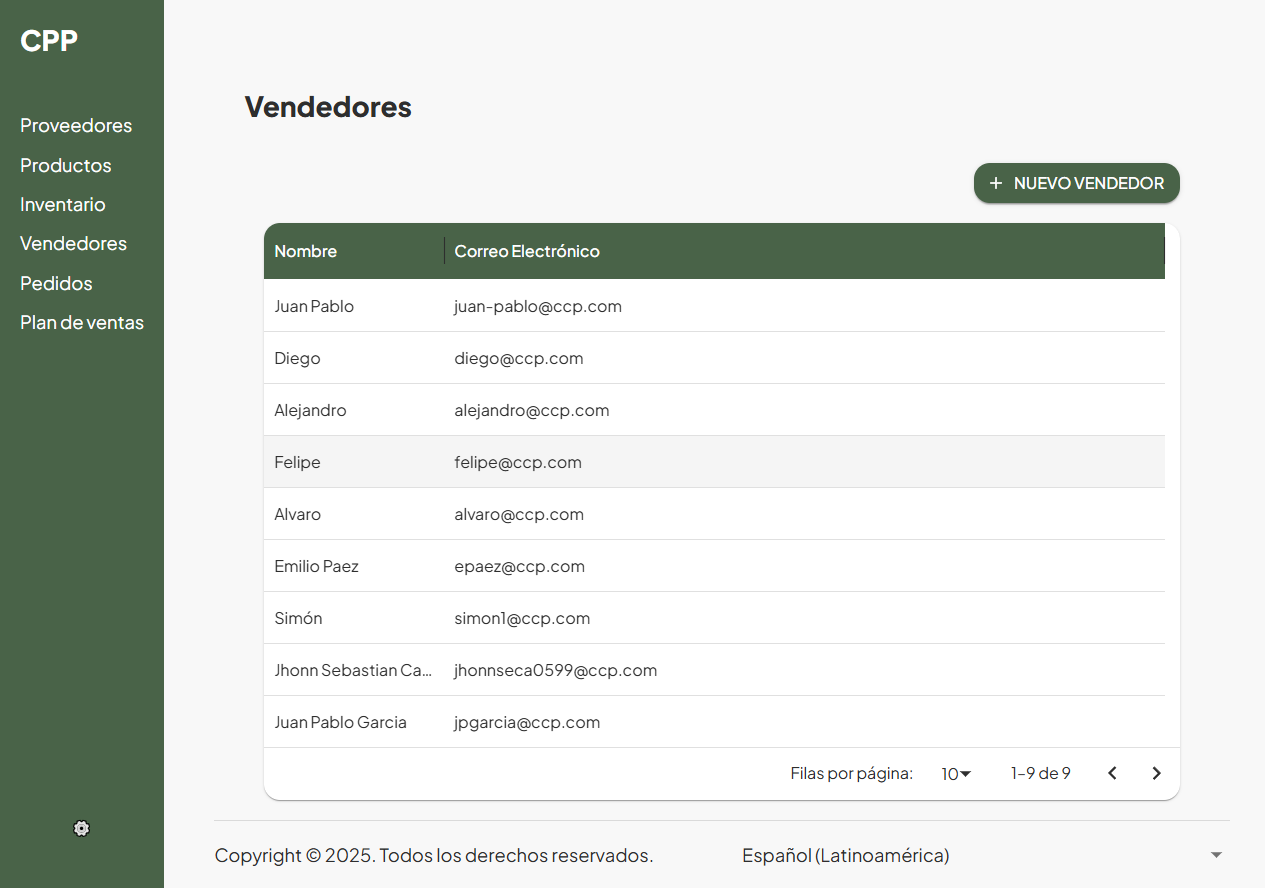 CPP
Proveedores
Productos
Inventario
Vendedores
Pedidos
Plan de ventas
Vendedores
+ NUEVO VENDEDOR
Nombre Correo Electrónico
Juan Pablo juan-pablo@ccp.com
Diego diego@ccp.com
Alejandro alejandro@ccp.com
Felipe felipe@ccp.com
Alvaro alvaro@ccp.com
Emilio Paez epaez@ccp.com
Simón simon1@ccp.com
Jhonn Sebastian Ca... jhonnseca0599@ccp.com
Juan Pablo Garcia jpgarcia@ccp.com
Filas por página: 10 1–9 de 9
Copyright © 2025. Todos los derechos reservados. Español (Latinoamérica)